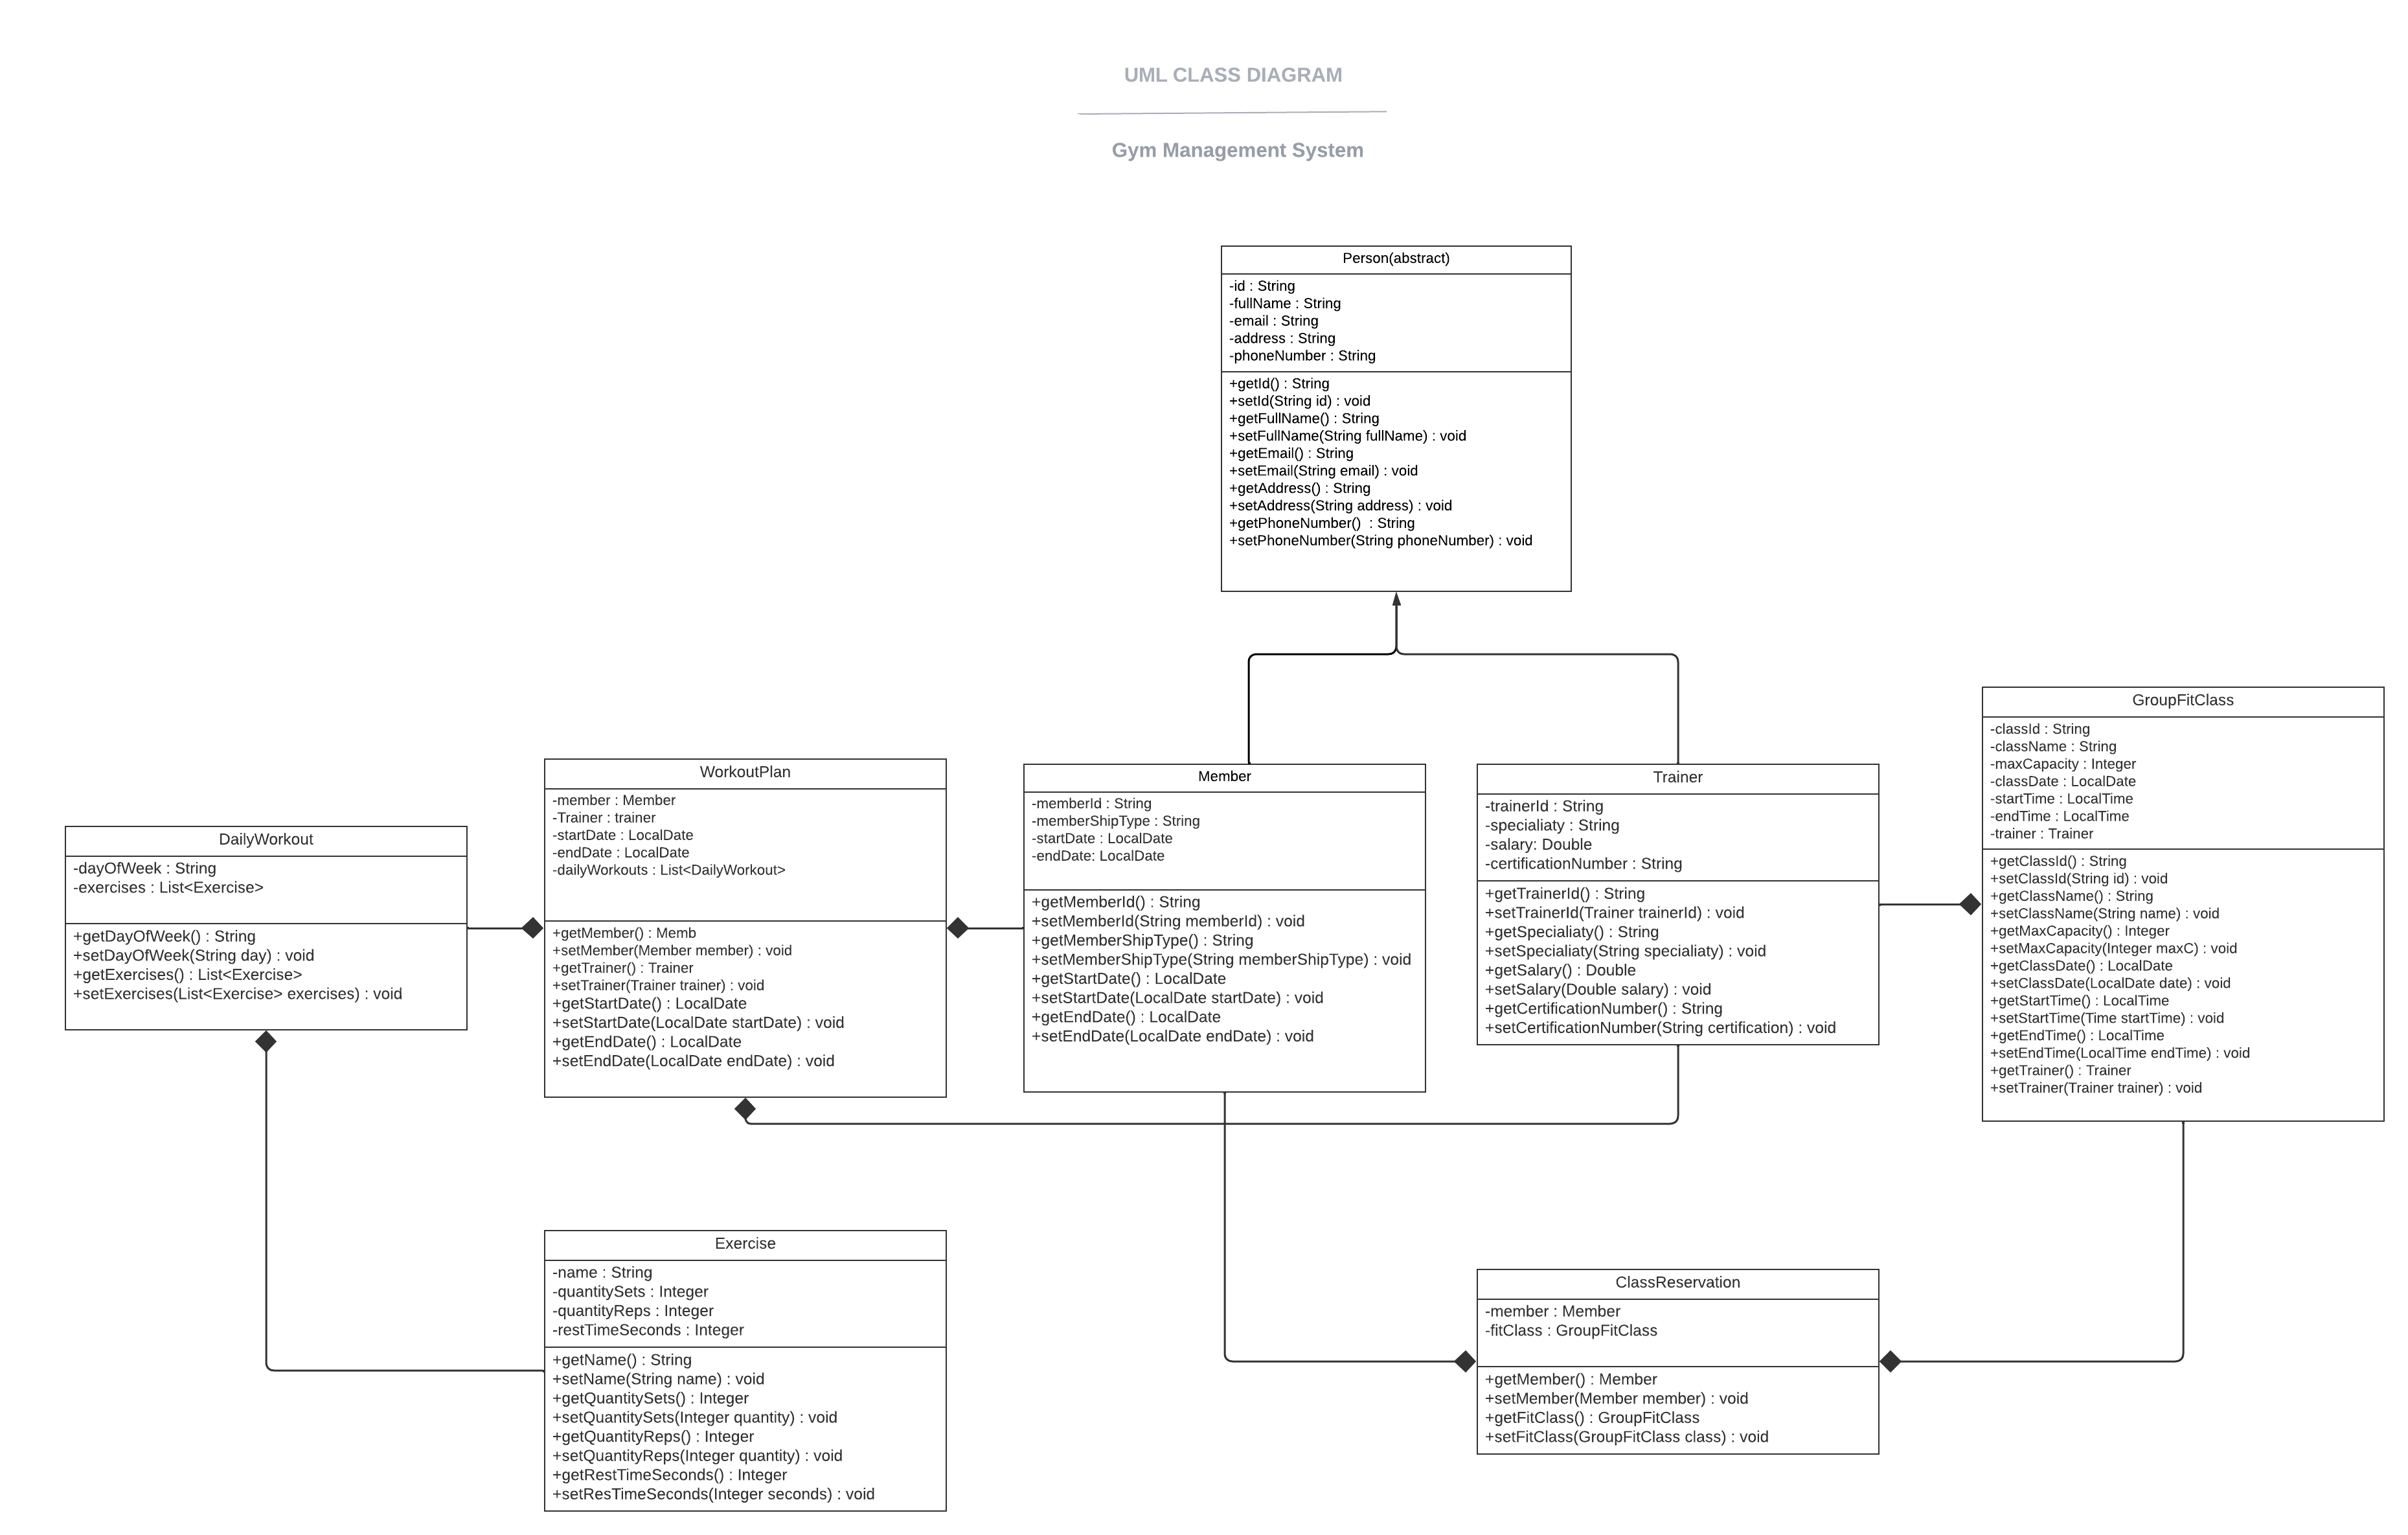 UML CLASS DIAGRAM
Gym Management System
Person(abstract)
-id : String
-fullName : String
-email : String
-address : String
-phoneNumber : String
+getId() : String
+setId(String id) : void
+getFullName() : String
+setFullName(String fullName) : void
+getEmail() : String
+setEmail(String email) : void
+getAddress() : String
+setAddress(String address) : void
+getPhoneNumber()  : String
+setPhoneNumber(String phoneNumber) : void
DailyWorkout
-dayOfWeek : String
-exercises : List<Exercise>
+getDayOfWeek() : String
+setDayOfWeek(String day) : void
+getExercises() : List<Exercise>
+setExercises(List<Exercise> exercises) : void
WorkoutPlan
-member : Member
-Trainer : trainer
-startDate : LocalDate
-endDate : LocalDate
-dailyWorkouts : List<DailyWorkout>
+getMember() : Memb
+setMember(Member member) : void
+getTrainer() : Trainer
+setTrainer(Trainer trainer) : void
+getStartDate() : LocalDate
+setStartDate(LocalDate startDate) : void
+getEndDate() : LocalDate
+setEndDate(LocalDate endDate) : void
Member
-memberId : String
-memberShipType : String
-startDate : LocalDate
-endDate: LocalDate
+getMemberId() : String
+setMemberId(String memberId) : void
+getMemberShipType() : String
+setMemberShipType(String memberShipType) : void
+getStartDate() : LocalDate
+setStartDate(LocalDate startDate) : void
+getEndDate() : LocalDate
+setEndDate(LocalDate endDate) : void
Trainer
-trainerId : String
-specialiaty : String
-salary: Double
-certificationNumber : String
+getTrainerId() : String
+setTrainerId(Trainer trainerId) : void
+getSpecialiaty() : String
+setSpecialiaty(String specialiaty) : void
+getSalary() : Double
+setSalary(Double salary) : void
+getCertificationNumber() : String
+setCertificationNumber(String certification) : void
GroupFitClass
-classId : String
-className : String
-maxCapacity : Integer
-classDate : LocalDate
-startTime : LocalTime
-endTime : LocalTime
-trainer : Trainer
+getClassId() : String
+setClassId(String id) : void
+getClassName() : String
+setClassName(String name) : void
+getMaxCapacity() : Integer
+setMaxCapacity(Integer maxC) : void
+getClassDate() : LocalDate
+setClassDate(LocalDate date) : void
+getStartTime() : LocalTime
+setStartTime(Time startTime) : void
+getEndTime() : LocalTime
+setEndTime(LocalTime endTime) : void
+getTrainer() : Trainer
+setTrainer(Trainer trainer) : void
Exercise
-name : String
-quantitySets : Integer
-quantityReps : Integer
-restTimeSeconds : Integer
+getName() : String
+setName(String name) : void
+getQuantitySets() : Integer
+setQuantitySets(Integer quantity) : void
+getQuantityReps() : Integer
+setQuantityReps(Integer quantity) : void
+getRestTimeSeconds() : Integer
+setResTimeSeconds(Integer seconds) : void
ClassReservation
-member : Member
-fitClass : GroupFitClass
+getMember() : Member
+setMember(Member member) : void
+getFitClass() : GroupFitClass
+setFitClass(GroupFitClass class) : void